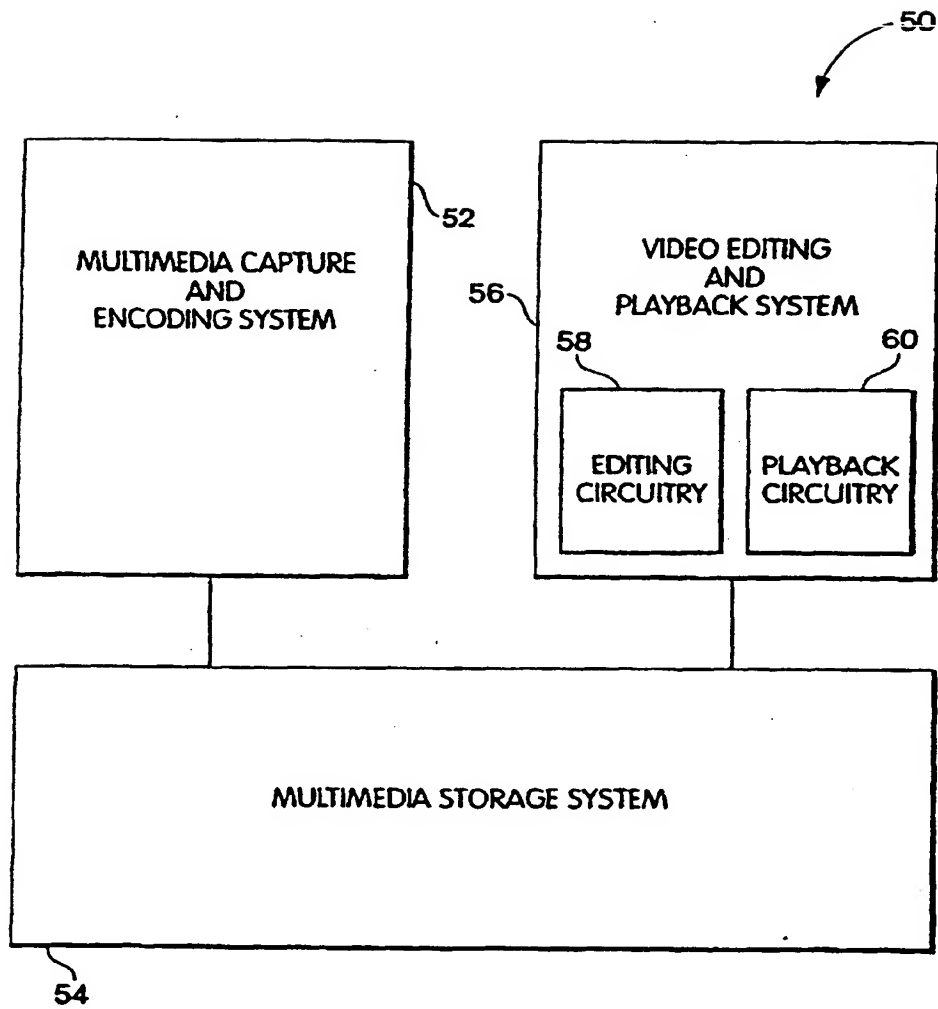 50
52
MULTIMEDIA CAPTURE
AND
ENCODING SYSTEM
56
VIDEO EDITING
AND
PLAYBACK SYSTEM
58
60
EDITING
CIRCUITRY
PLAYBACK
CIRCUITRY
MULTIMEDIA STORAGE SYSTEM
54